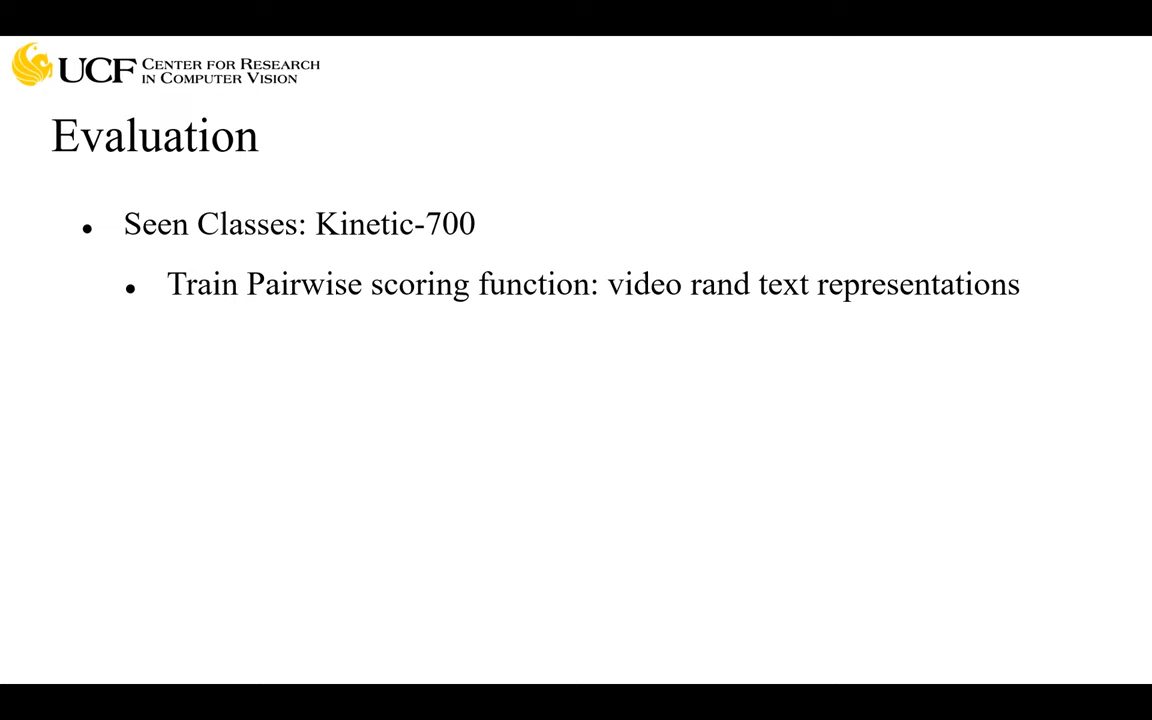 UCF CENTER FOR RESEARCH
IN COMPUTER VISION
Evaluation
• Seen Classes: Kinetic-700
• Train Pairwise scoring function: video rand text representations